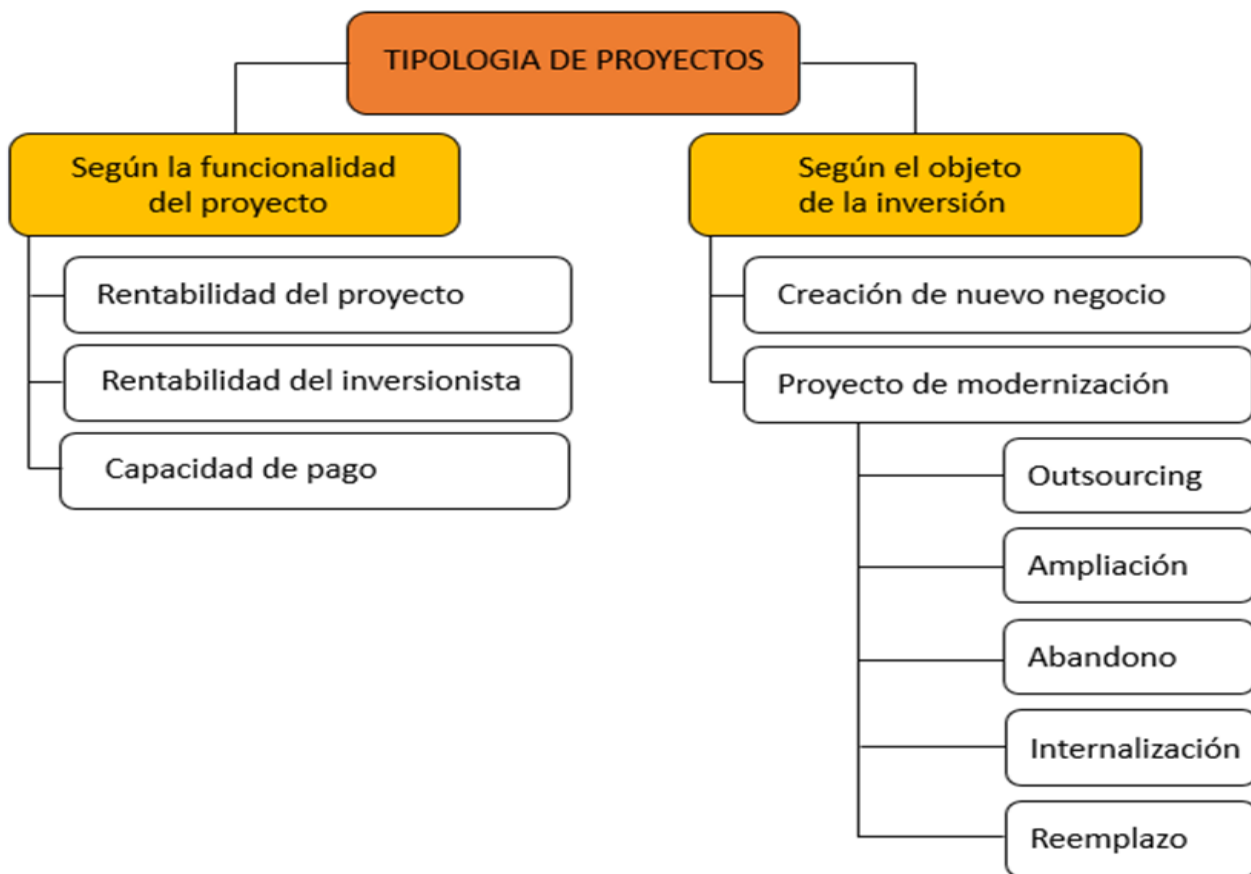 TIPOLOGIA DE PROYECTOS
Según la funcionalidad
del proyecto
Rentabilidad del proyecto
Rentabilidad del inversionista
Capacidad de pago
Según el objeto
de la inversión
Creación de nuevo negocio
Proyecto de modernización
Outsourcing
Ampliación
Abandono
Internalización
Reemplazo